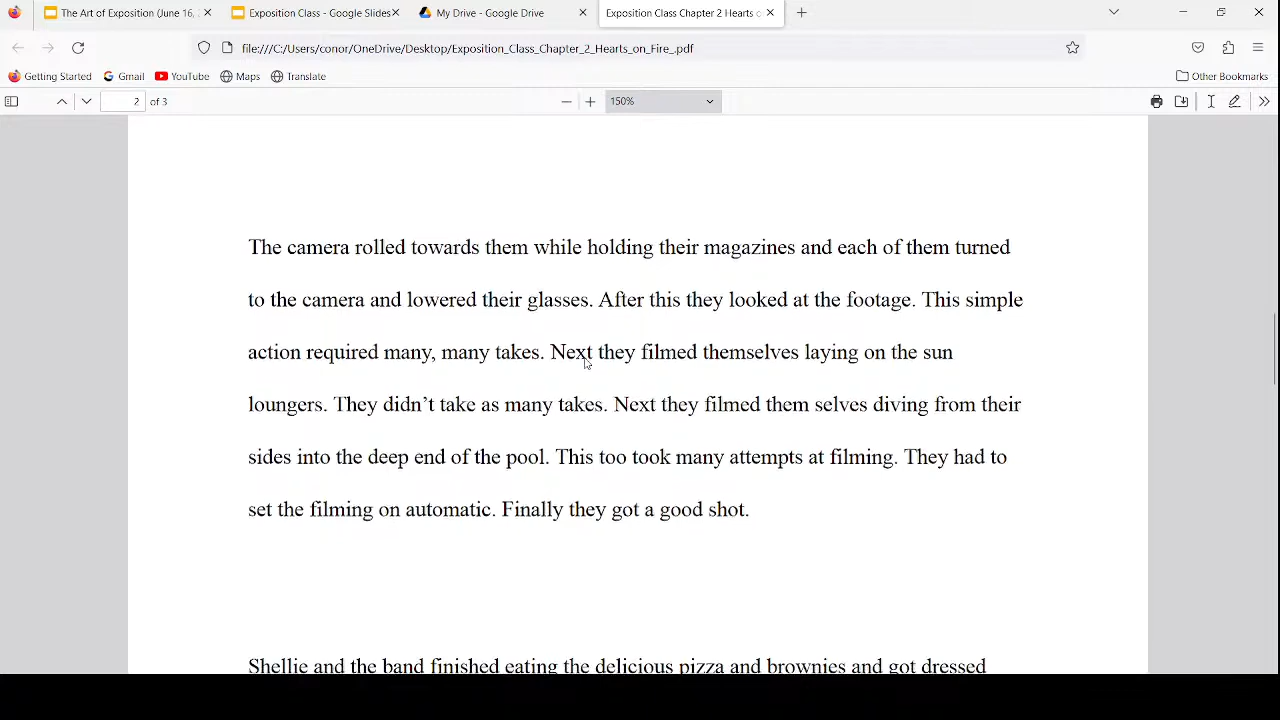 The Art of Exposition (June 16,
Exposition Class - Google Slides
My Drive - Google Drive
Exposition Class Chapter 2 Hearts o
file:///C:/Users/conor/OneDrive/Desktop/Exposition_Class_Chapter_2_Hearts_on_Fire_.pdf
Getting Started Gmail YouTube Maps Translate Other Bookmarks
2 of 3 150%
The camera rolled towards them while holding their magazines and each of them turned
to the camera and lowered their glasses. After this they looked at the footage. This simple
action required many, many takes. Next they filmed themselves laying on the sun
loungers. They didn’t take as many takes. Next they filmed them selves diving from their
sides into the deep end of the pool. This too took many attempts at filming. They had to
set the filming on automatic. Finally they got a good shot.
Shellie and the band finished eating the delicious pizza and brownies and got dressed